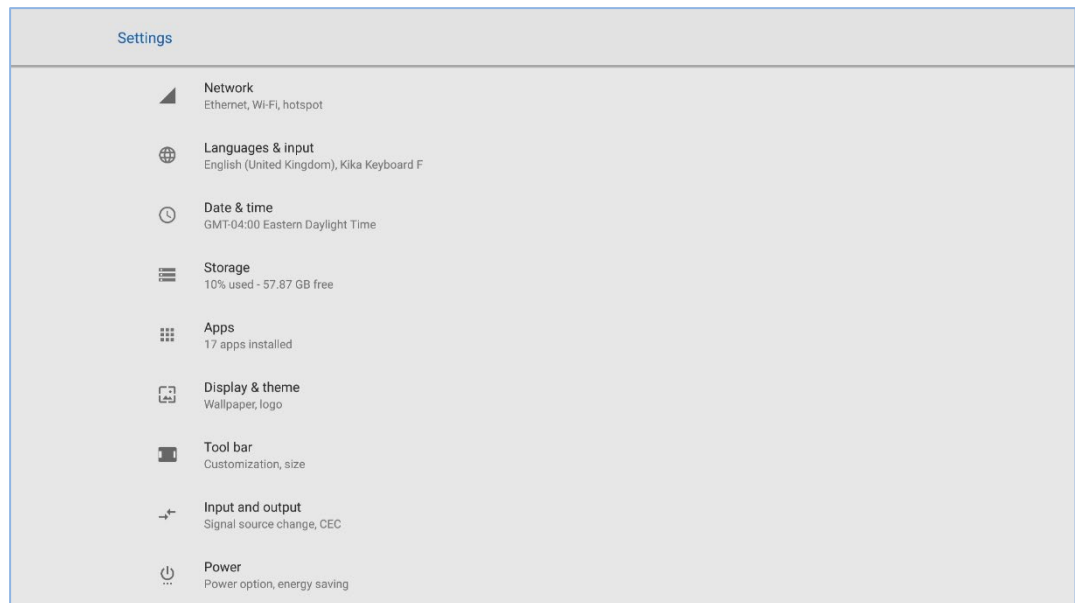 Settings
Network
Ethernet, Wi-Fi, hotspot
Languages & input
English (United Kingdom), Kika Keyboard F
Date & time
GMT-04:00 Eastern Daylight Time
Storage
10% used - 57.87 GB free
Apps
17 apps installed
Display & theme
Wallpaper, logo
Tool bar
Customization, size
Input and output
Signal source change, CEC
Power
Power option, energy saving